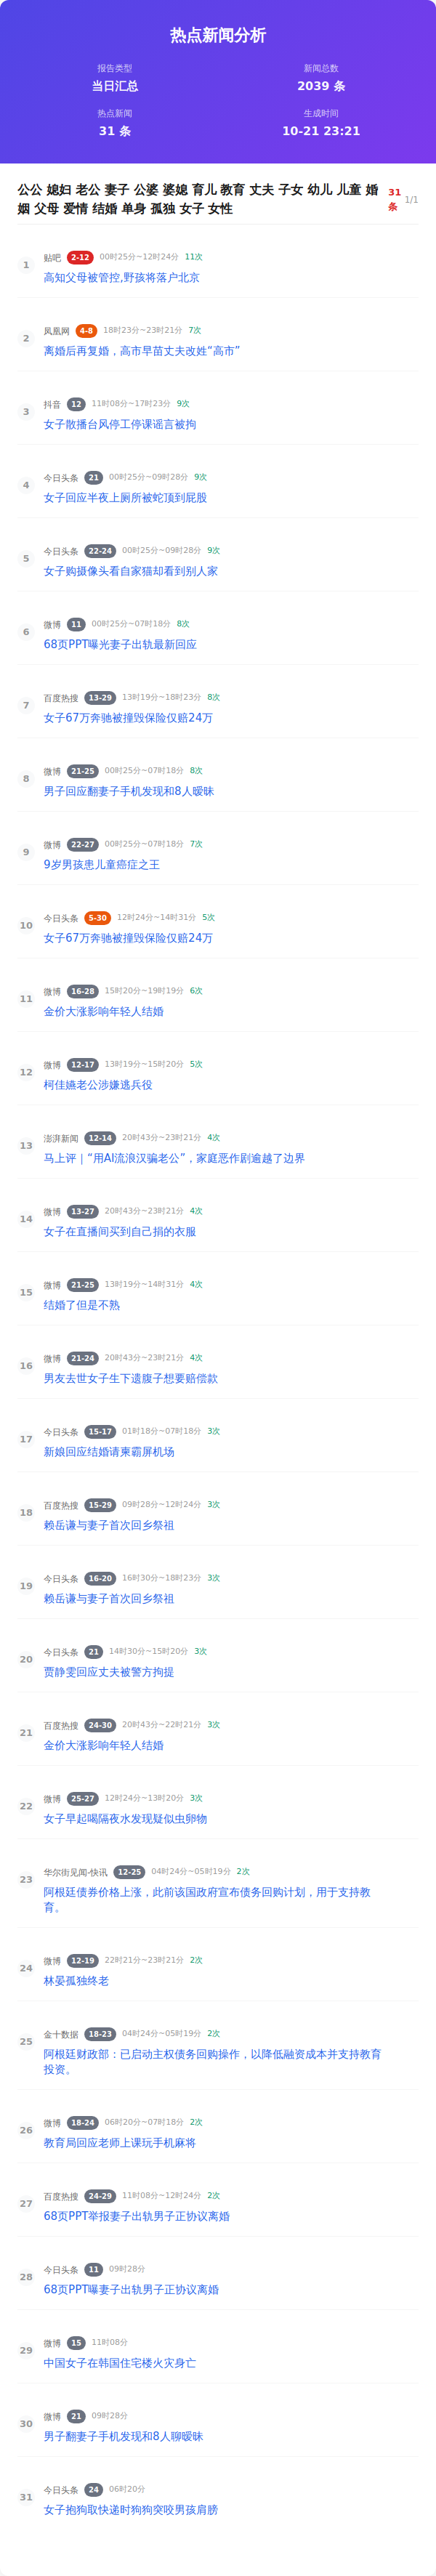 热点新闻分析
报告类型
新闻总数
当日汇总
2039 条
热点新闻
生成时间
31 条
10-21 23:21
公公 媳妇 老公 妻子 公婆 婆媳 育儿 教育 丈夫 子女 幼儿 儿童 婚
姻 父母 爱情 结婚 单身 孤独 女子 女性
31
条
1/1
1
贴吧 2-12 00时25分~12时24分 11次
高知父母被管控,野孩将落户北京
2
凤凰网 4-8 18时23分~23时21分 7次
离婚后再复婚，高市早苗丈夫改姓“高市”
3
抖音 12 11时08分~17时23分 9次
女子散播台风停工停课谣言被拘
4
今日头条 21 00时25分~09时28分 9次
女子回应半夜上厕所被蛇顶到屁股
5
今日头条 22-24 00时25分~09时28分 9次
女子购摄像头看自家猫却看到别人家
6
微博 11 00时25分~07时18分 8次
68页PPT曝光妻子出轨最新回应
7
百度热搜 13-29 13时19分~18时23分 8次
女子67万奔驰被撞毁保险仅赔24万
8
微博 21-25 00时25分~07时18分 8次
男子回应翻妻子手机发现和8人暧昧
9
微博 22-27 00时25分~07时18分 7次
9岁男孩患儿童癌症之王
10
今日头条 5-30 12时24分~14时31分 5次
女子67万奔驰被撞毁保险仅赔24万
11
微博 16-28 15时20分~19时19分 6次
金价大涨影响年轻人结婚
12
微博 12-17 13时19分~15时20分 5次
柯佳嬿老公涉嫌逃兵役
13
澎湃新闻 12-14 20时43分~23时21分 4次
马上评｜“用AI流浪汉骗老公”，家庭恶作剧逾越了边界
14
微博 13-27 20时43分~23时21分 4次
女子在直播间买到自己捐的衣服
15
微博 21-25 13时19分~14时31分 4次
结婚了但是不熟
16
微博 21-24 20时43分~23时21分 4次
男友去世女子生下遗腹子想要赔偿款
17
今日头条 15-17 01时18分~07时18分 3次
新娘回应结婚请柬霸屏机场
18
百度热搜 15-29 09时28分~12时24分 3次
赖岳谦与妻子首次回乡祭祖
19
今日头条 16-20 16时30分~18时23分 3次
赖岳谦与妻子首次回乡祭祖
20
今日头条 21 14时30分~15时20分 3次
贾静雯回应丈夫被警方拘提
21
百度热搜 24-30 20时43分~22时21分 3次
金价大涨影响年轻人结婚
22
微博 25-27 12时24分~13时20分 3次
女子早起喝隔夜水发现疑似虫卵物
23
华尔街见闻-快讯 12-25 04时24分~05时19分 2次
阿根廷债券价格上涨，此前该国政府宣布债务回购计划，用于支持教
育。
24
微博 12-19 22时21分~23时21分 2次
林晏孤独终老
25
金十数据 18-23 04时24分~05时19分 2次
阿根廷财政部：已启动主权债务回购操作，以降低融资成本并支持教育
投资。
26
微博 18-24 06时20分~07时18分 2次
教育局回应老师上课玩手机麻将
27
百度热搜 24-29 11时08分~12时24分 2次
68页PPT举报妻子出轨男子正协议离婚
28
今日头条 11 09时28分
68页PPT曝妻子出轨男子正协议离婚
29
微博 15 11时08分
中国女子在韩国住宅楼火灾身亡
30
微博 21 09时28分
男子翻妻子手机发现和8人聊暧昧
31
今日头条 24 06时20分
女子抱狗取快递时狗狗突咬男孩肩膀